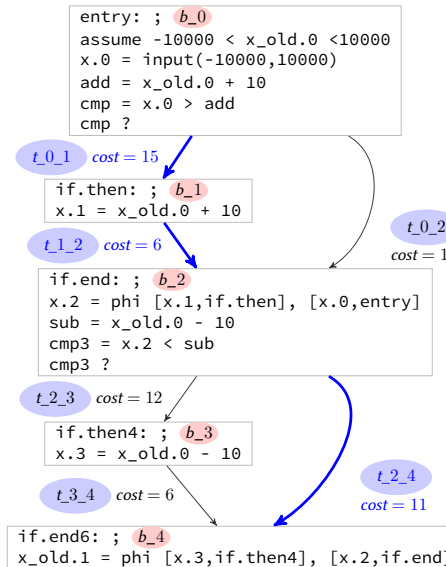 entry: ; b_0
assume -10000 < x_old.0 <10000
x.0 = input(-10000,10000)
add = x_old.0 + 10
cmp = x.0 > add
cmp ?
t_0_1 cost = 15
if.then: ; b_1
x.1 = x_old.0 + 10
t_0_2
cost = 1
t_1_2 cost = 6
if.end: ; b_2
x.2 = phi [x.1,if.then], [x.0,entry]
sub = x_old.0 - 10
cmp3 = x.2 < sub
cmp3 ?
t_2_3 cost = 12
if.then4: ; b_3
x.3 = x_old.0 - 10
t_2_4
cost = 11
t_3_4 cost = 6
if.end6: ; b_4
x_old.1 = phi [x.3,if.then4], [x.2,if.end]